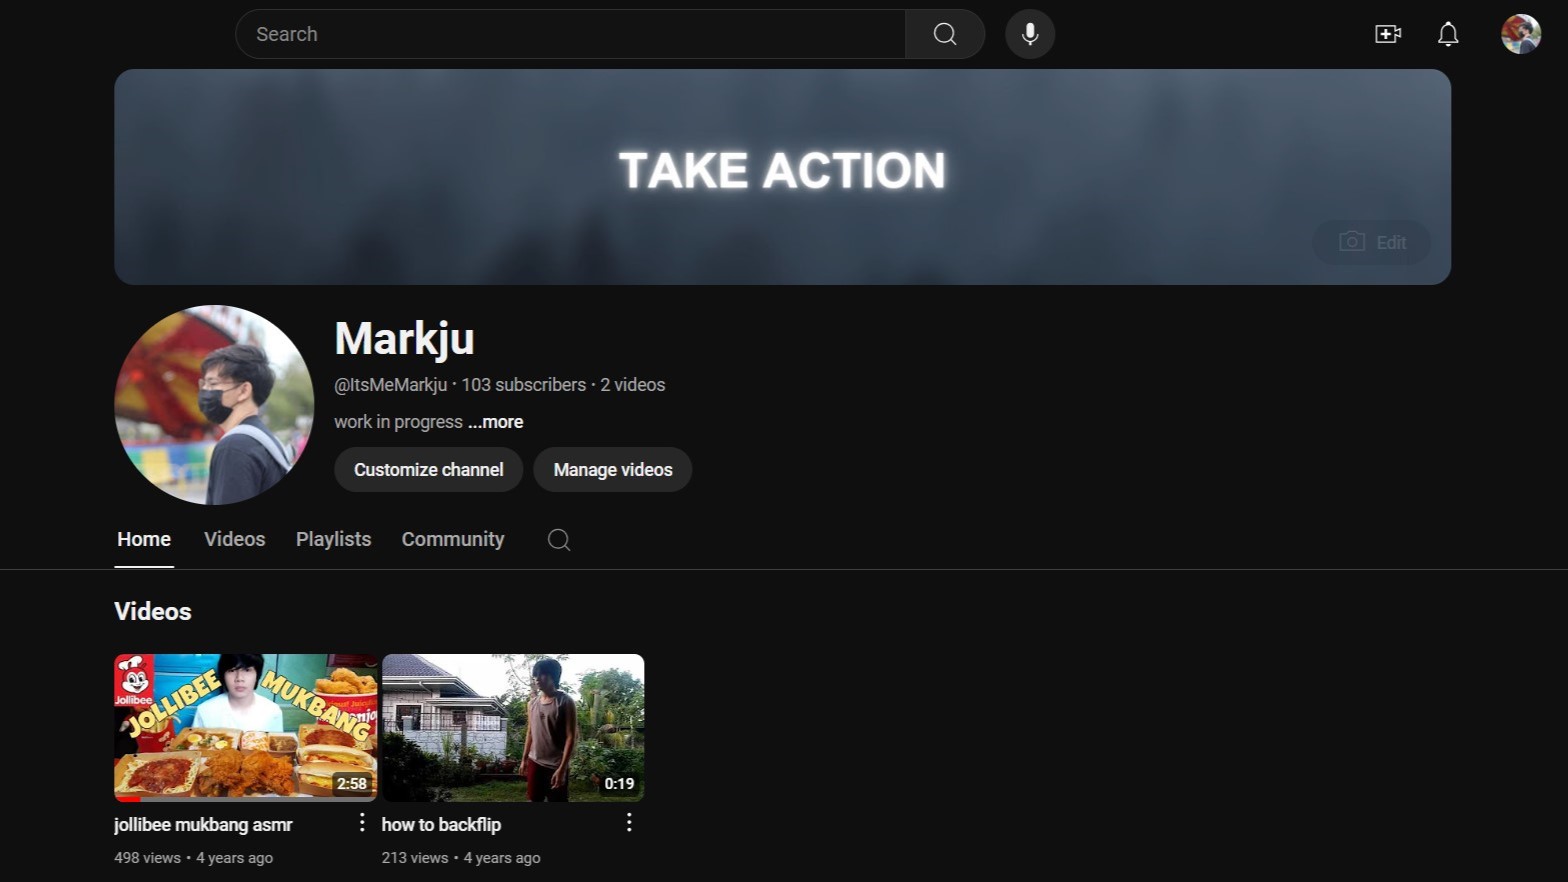 Search
TAKE ACTION
Edit
Markju
@ItsMeMarkju · 103 subscribers · 2 videos
work in progress ...more
Customize channel
Manage videos
Home
Videos
Playlists
Community
Videos
Jollibee
JOLLIBEE MUKBANG
2:58
0:19
jollibee mukbang asmr
how to backflip
498 views • 4 years ago
213 views • 4 years ago